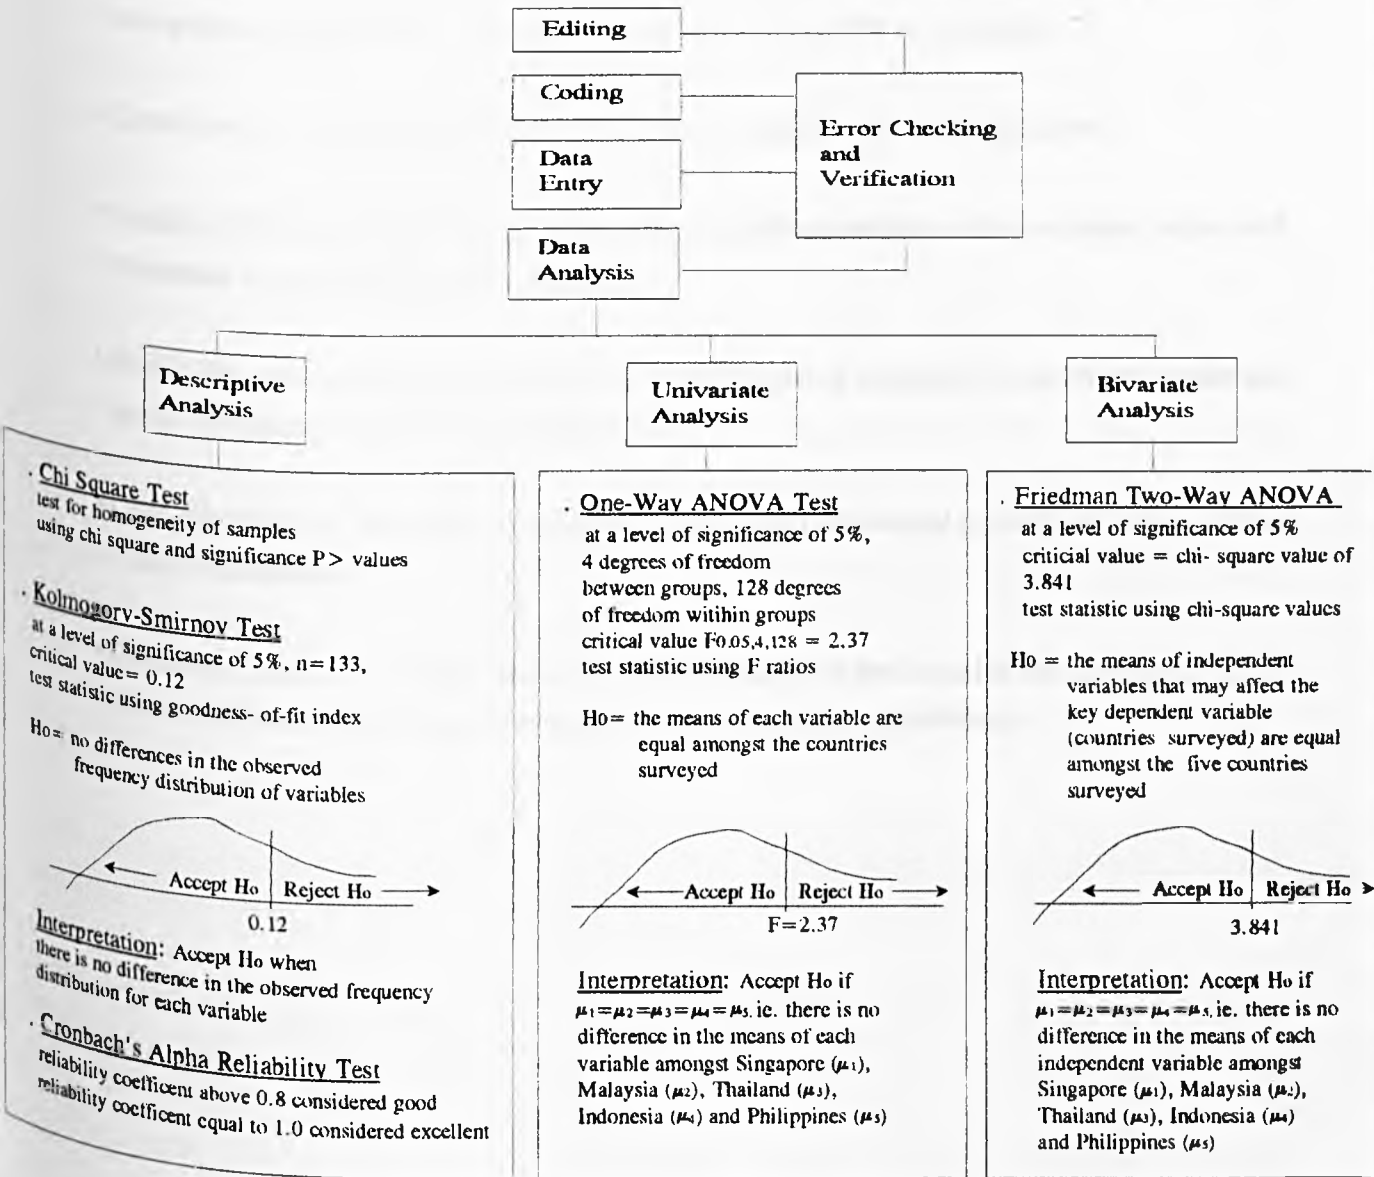 Editing
Coding
Data
Entry
Data
Analysis
Error Checking
and
Verification
Descriptive
Analysis
Univariate
Analysis
Bivariate
Analysis
. Chi Square Test
test for homogeneity of samples
using chi square and significance P> values
. Kolmogorv-Smirnov Test
at a level of significance of 5%, n=133,
critical value= 0.12
test statistic using goodness- of-fit index
Ho= no differences in the observed
frequency distribution of variables
Accept Ho Reject Ho
0.12
Interpretation: Accept Ho when
there is no difference in the observed frequency
distribution for each variable
. Cronbach's Alpha Reliability Test
reliability coefficent above 0.8 considered good
reliability coefficent equal to 1.0 considered excellent
. One-Way ANOVA Test
at a level of significance of 5%,
4 degrees of freedom
between groups, 128 degrees
of freedom witihin groups
critical value F0.05,4,128 = 2.37
test statistic using F ratios
Ho= the means of each variable are
equal amongst the countries
surveyed
Accept Ho Reject Ho
F=2.37
Interpretation: Accept Ho if
μ1=μ2=μ3=μ4=μ5, ie. there is no
difference in the means of each
variable amongst Singapore (μ1),
Malaysia (μ2), Thailand (μ3),
Indonesia (μ4) and Philippines (μ5)
. Friedman Two-Way ANOVA
at a level of significance of 5%
criticial value = chi- square value of
3.841
test statistic using chi-square values
Ho = the means of independent
variables that may affect the
key dependent variable
(countries surveyed) are equal
amongst the five countries
surveyed
Accept Ho Reject Ho
3.841
Interpretation: Accept Ho if
μ1=μ2=μ3=μ4=μ5, ie. there is no
difference in the means of each
independent variable amongst
Singapore (μ1), Malaysia (μ2),
Thailand (μ3), Indonesia (μ4)
and Philippines (μ5)